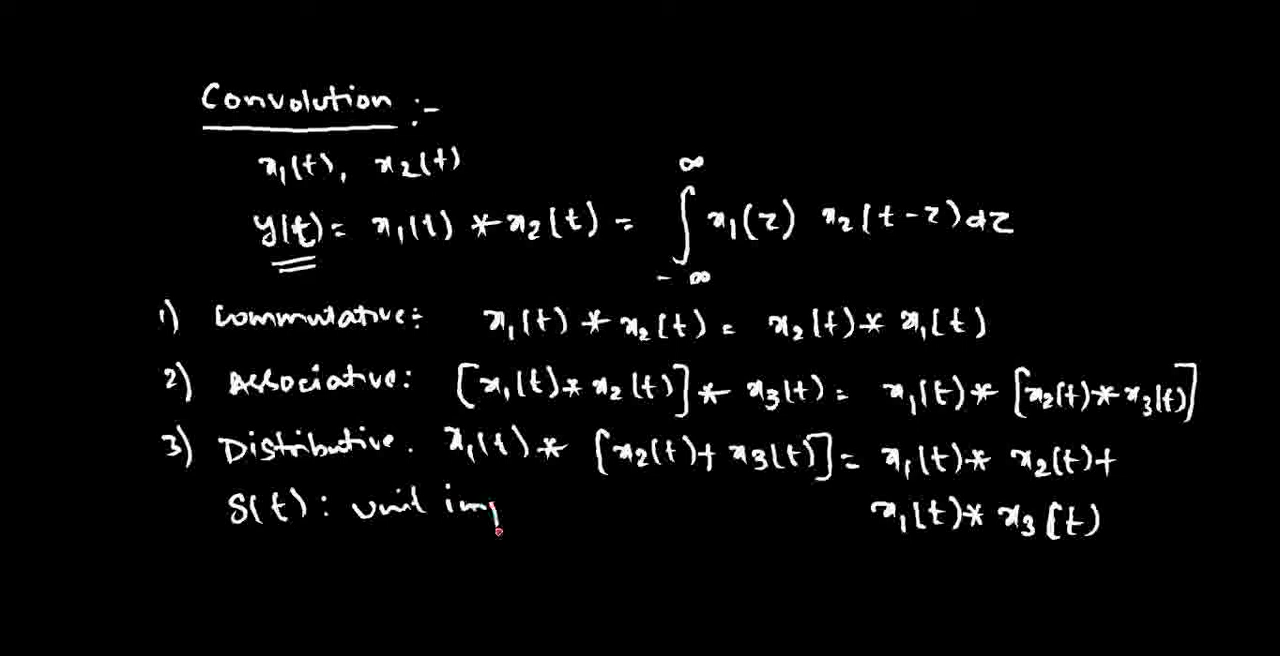 Convolution :-
x₁(t), x₂(t)
y(t) = x₁(t) * x₂(t) = ∫_{-∞}^{∞} x₁(τ) x₂(t-τ)dτ
1) Commutative: x₁(t) * x₂(t) = x₂(t) * x₁(t)
2) Associative: [x₁(t) * x₂(t)] * x₃(t) = x₁(t) * [x₂(t) * x₃(t)]
3) Distributive. x₁(t) * [x₂(t) + x₃(t)] = x₁(t) * x₂(t) +
x₁(t) * x₃(t)
δ(t): unit imp